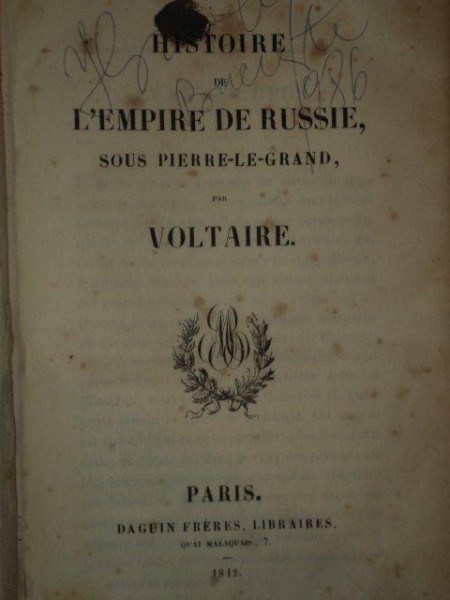 HISTOIRE
DE
L'EMPIRE DE RUSSIE,
SOUS PIERRE-LE-GRAND,
PAR
VOLTAIRE.
PARIS.
DAGUIN FRÈRES, LIBRAIRES,
QUAI MALAQUAIS, 7.
1842.